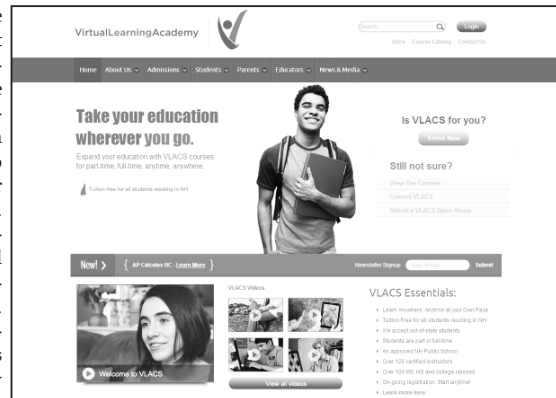 VirtualLearningAcademy
Search...
Login
Store Course Catalog Contact Us
Home About Us Admissions Students Parents Educators News & Media
Take your education
wherever you go.
Expand your education with VLACS courses
for part-time, full-time, anytime, anywhere
Tuition-free for all students residing in NH
Is VLACS for you?
Enroll Now
Still not sure?
View Our Courses
Contact VLACS
Attend a VLACS Open House
New!
{ AP Calculus BC - Learn More }
Newsletter Signup Your Email Submit
Welcome to VLACS
VLACS Videos
View all videos
VLACS Essentials:
Learn Anywhere, Anytime at your Own Pace
Tuition Free for all students residing in NH
We accept out-of-state students
Students are part or full-time
An approved NH Public School
Over 125 certified instructors
Over 100 MS, HS and college classes
On-going registration. Start anytime!
Learn more here